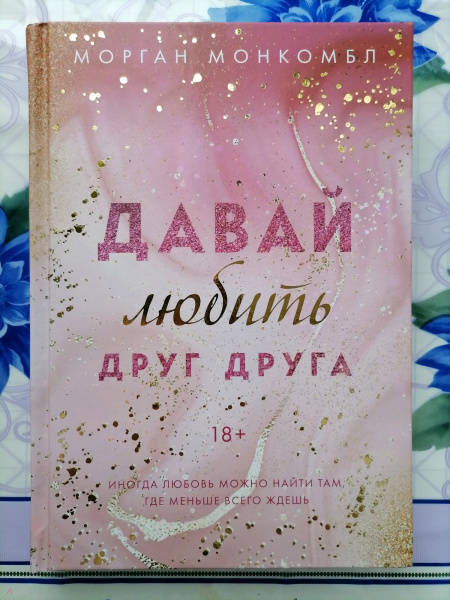 МОРГАН МОНКОМБЛ
ДАВАЙ
любить
ДРУГ ДРУГА
18+
ИНОГДА ЛЮБОВЬ МОЖНО НАЙТИ ТАМ,
ГДЕ МЕНЬШЕ ВСЕГО ЖДЕШЬ